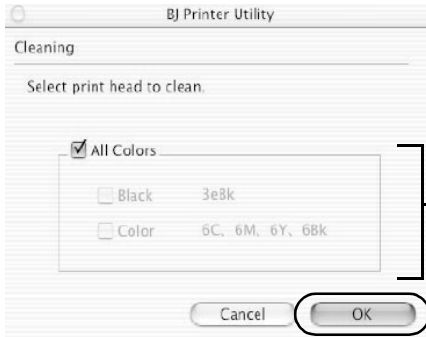 BJ Printer Utility
Cleaning
Select print head to clean.
All Colors
Black 3eBk
Color 6C, 6M, 6Y, 6Bk
Cancel OK